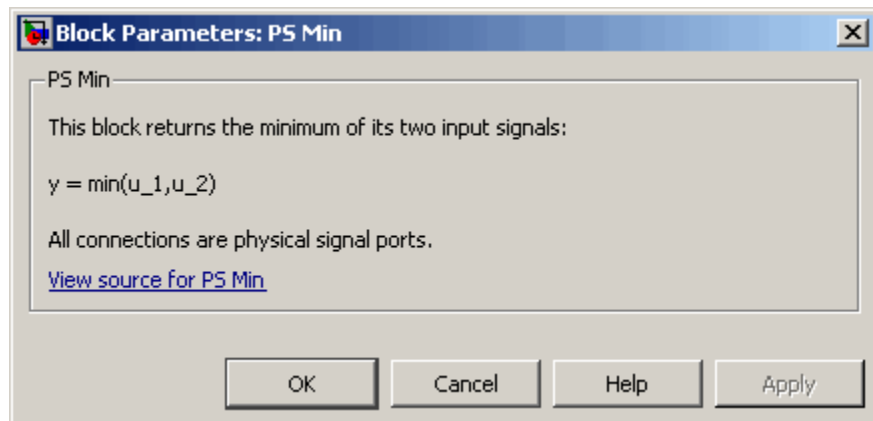 Block Parameters: PS Min
PS Min
This block returns the minimum of its two input signals:
y = min(u_1,u_2)
All connections are physical signal ports.
View source for PS Min
OK
Cancel
Help
Apply